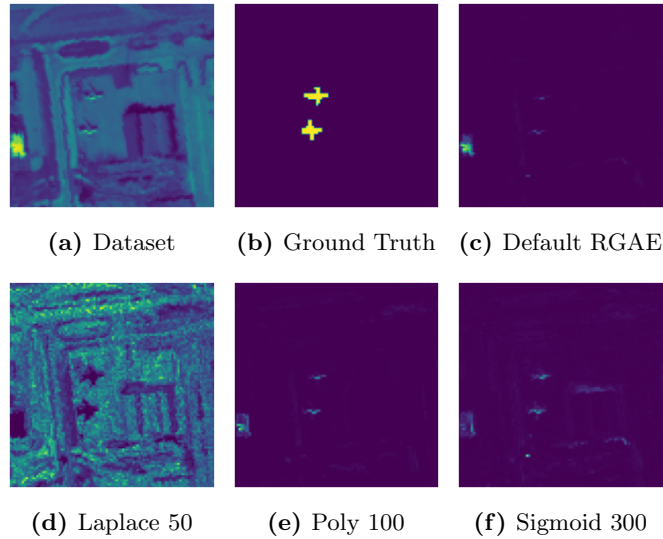 (a) Dataset
(b) Ground Truth
(c) Default RGAE
(d) Laplace 50
(e) Poly 100
(f) Sigmoid 300